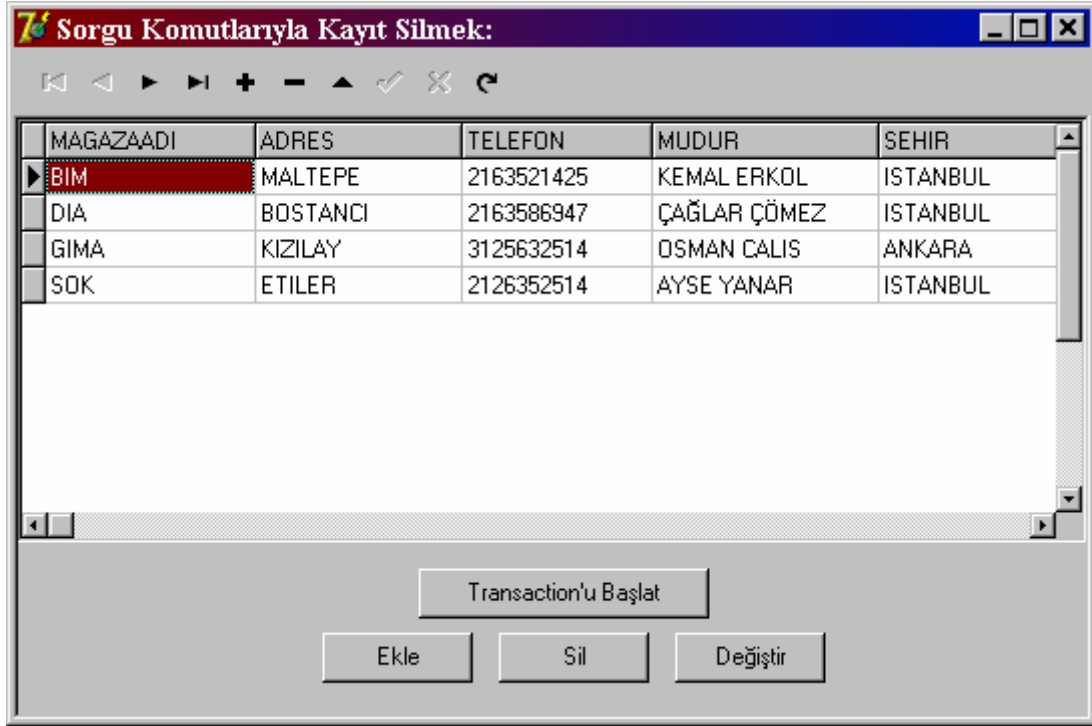 Sorgu Komutlarıyla Kayıt Silmek:
MAGAZAADI ADRES TELEFON MUDUR SEHIR
BIM MALTEPE 2163521425 KEMAL ERKOL ISTANBUL
DIA BOSTANCI 2163586947 ÇAĞLAR ÇÖMEZ ISTANBUL
GIMA KIZILAY 3125632514 OSMAN CALIS ANKARA
SOK ETILER 2126352514 AYSE YANAR ISTANBUL
Transaction'u Başlat
Ekle Sil Değiştir